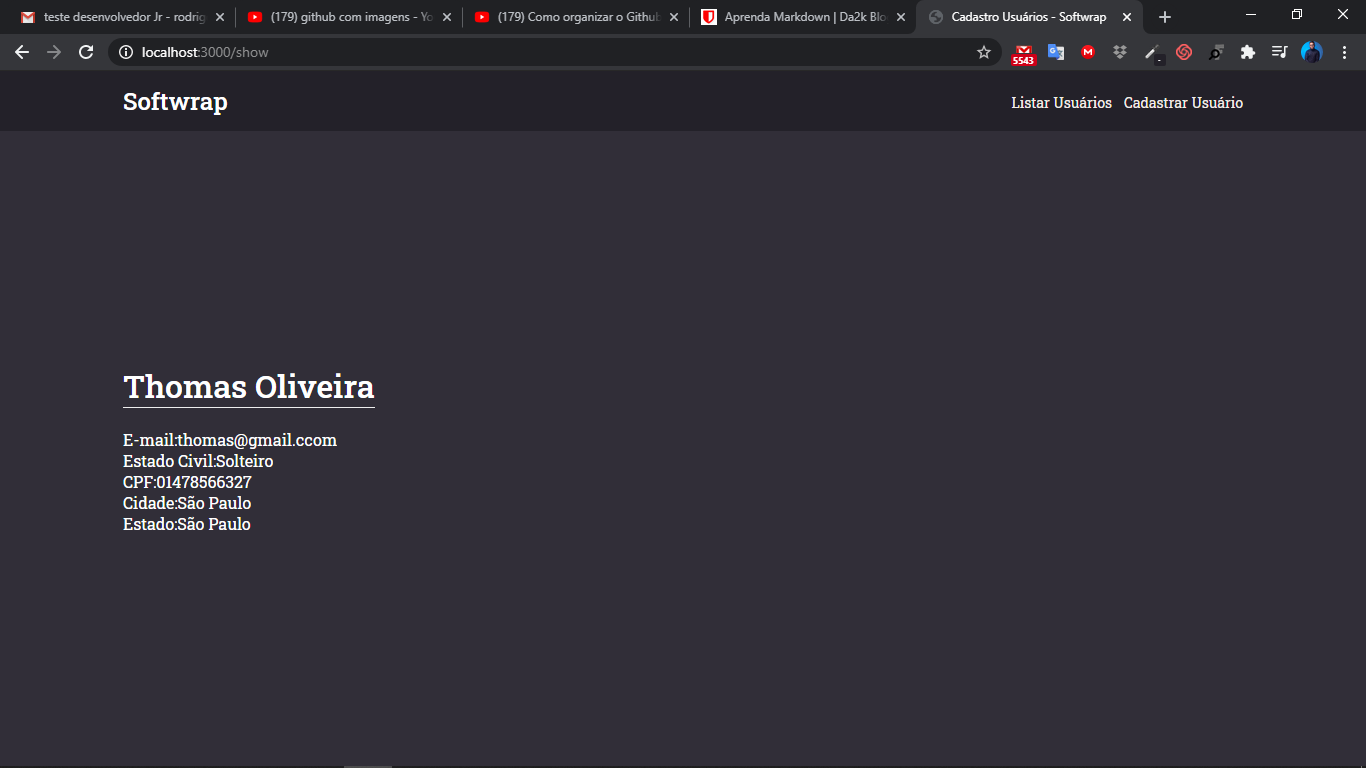 teste desenvolvedor Jr - rodrig
(179) github com imagens - Yo
(179) Como organizar o Github
Aprenda Markdown | Da2k Blo
Cadastro Usuários - Softwrap
localhost:3000/show
5543
Softwrap
Listar Usuários
Cadastrar Usuário
Thomas Oliveira
E-mail:thomas@gmail.ccom
Estado Civil:Solteiro
CPF:01478566327
Cidade:São Paulo
Estado:São Paulo